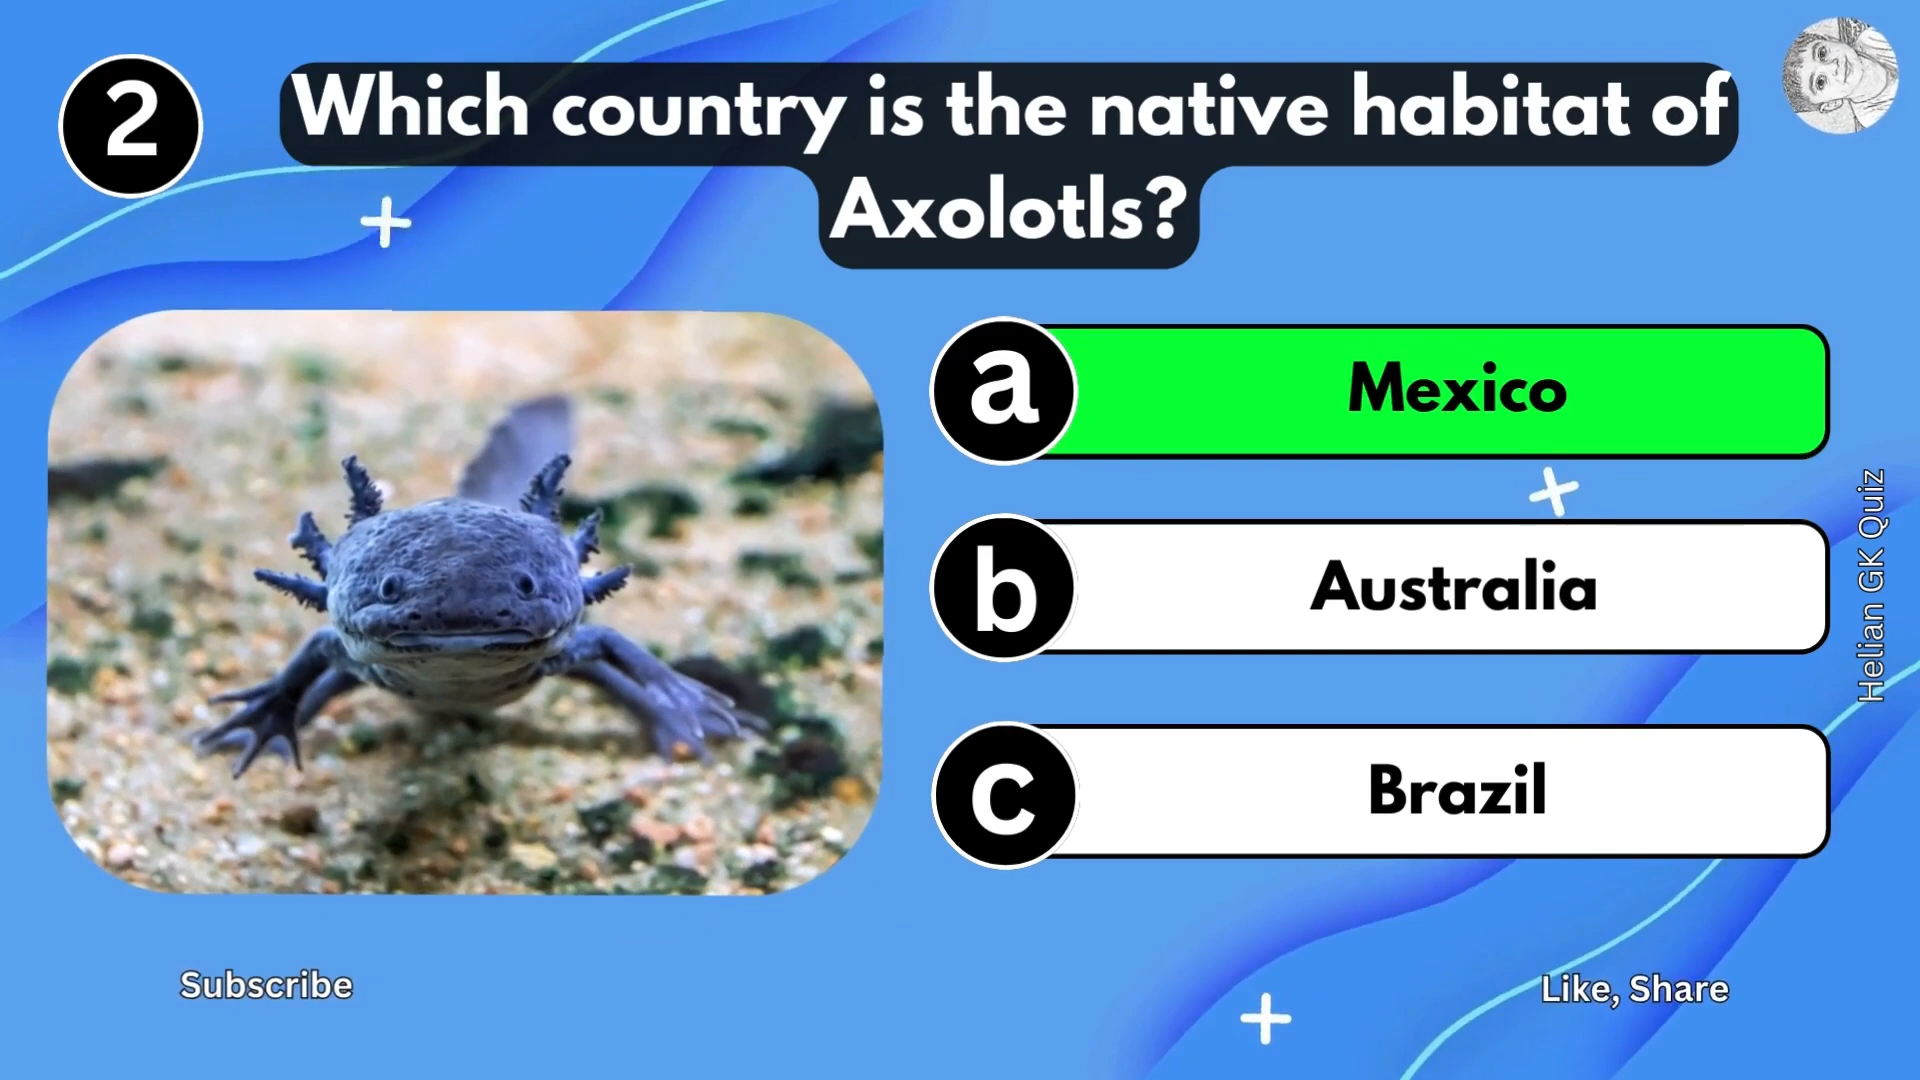 2
Which country is the native habitat of
Axolotls?
a
Mexico
b
Australia
c
Brazil
Helian GK Quiz
Subscribe
Like, Share